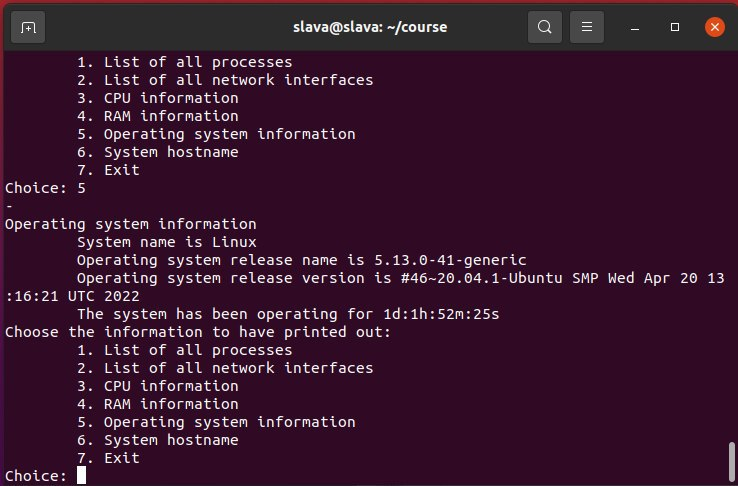 slava@slava: ~/course
1. List of all processes
2. List of all network interfaces
3. CPU information
4. RAM information
5. Operating system information
6. System hostname
7. Exit
Choice: 5
-
Operating system information
System name is Linux
Operating system release name is 5.13.0-41-generic
Operating system release version is #46~20.04.1-Ubuntu SMP Wed Apr 20 13
:16:21 UTC 2022
The system has been operating for 1d:1h:52m:25s
Choose the information to have printed out:
1. List of all processes
2. List of all network interfaces
3. CPU information
4. RAM information
5. Operating system information
6. System hostname
7. Exit
Choice: